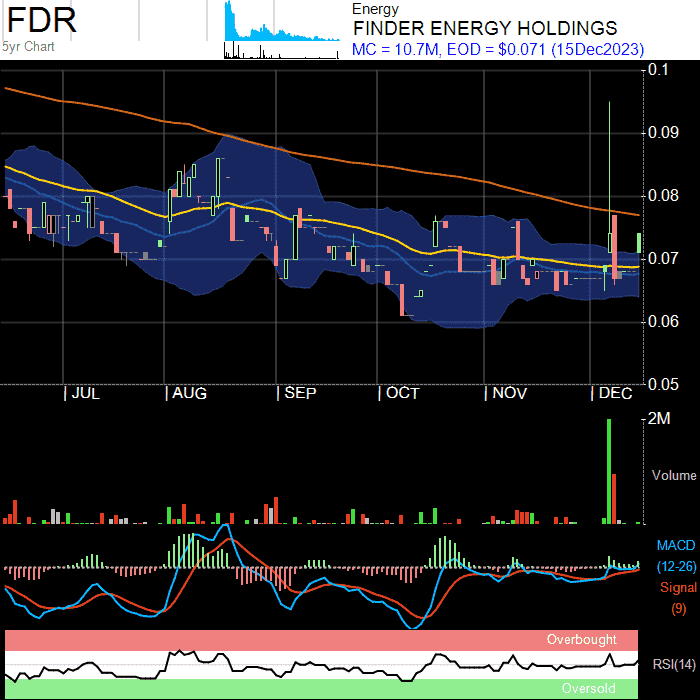 FDR
5yr Chart
Energy
FINDER ENERGY HOLDINGS
MC = 10.7M, EOD = $0.071 (15Dec2023)
0.1
0.09
0.08
0.07
0.06
0.05
| JUL | AUG | SEP | OCT | NOV | DEC
2M
Volume
MACD
(12-26)
Signal
(9)
Overbought
RSI(14)
Oversold